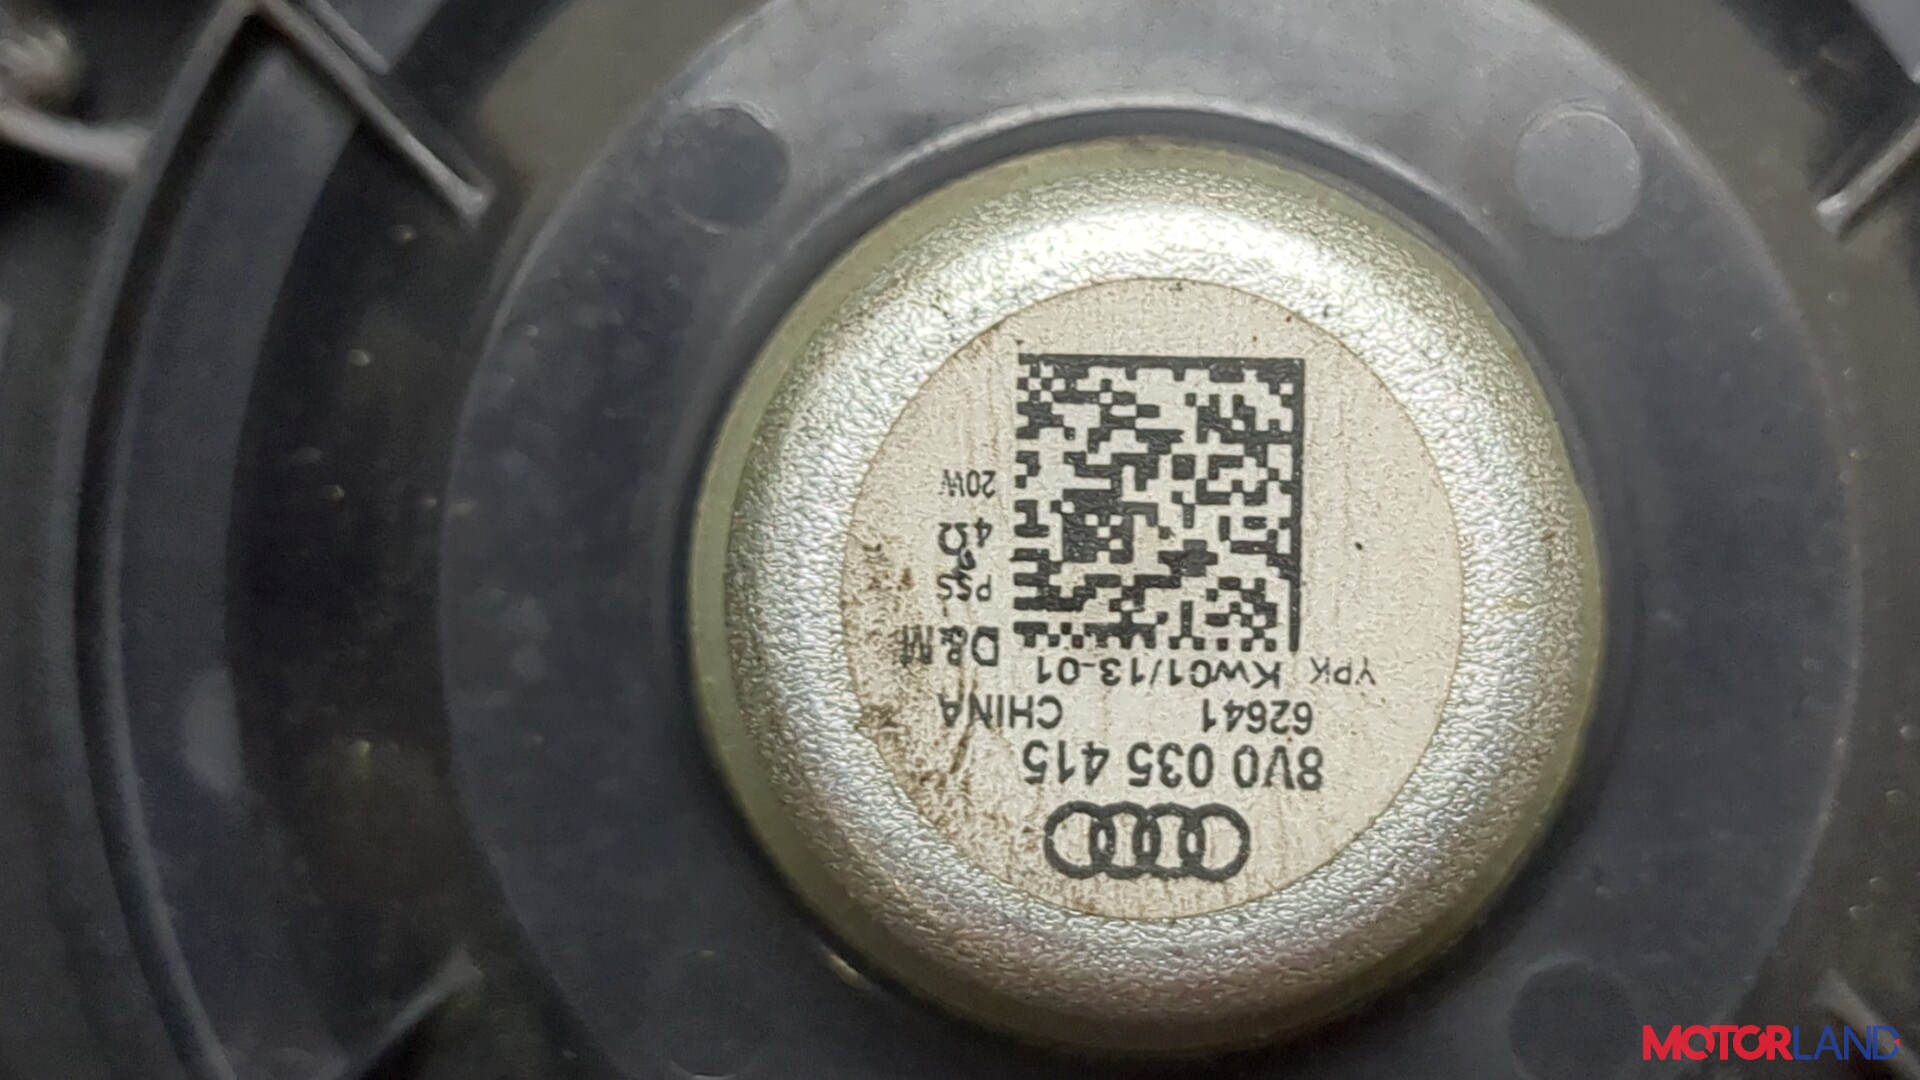 8V0 035 415
62641 CHINA
YPK KW01/13-01
D&M
PSS
4Ω
20W
MOTORLAND